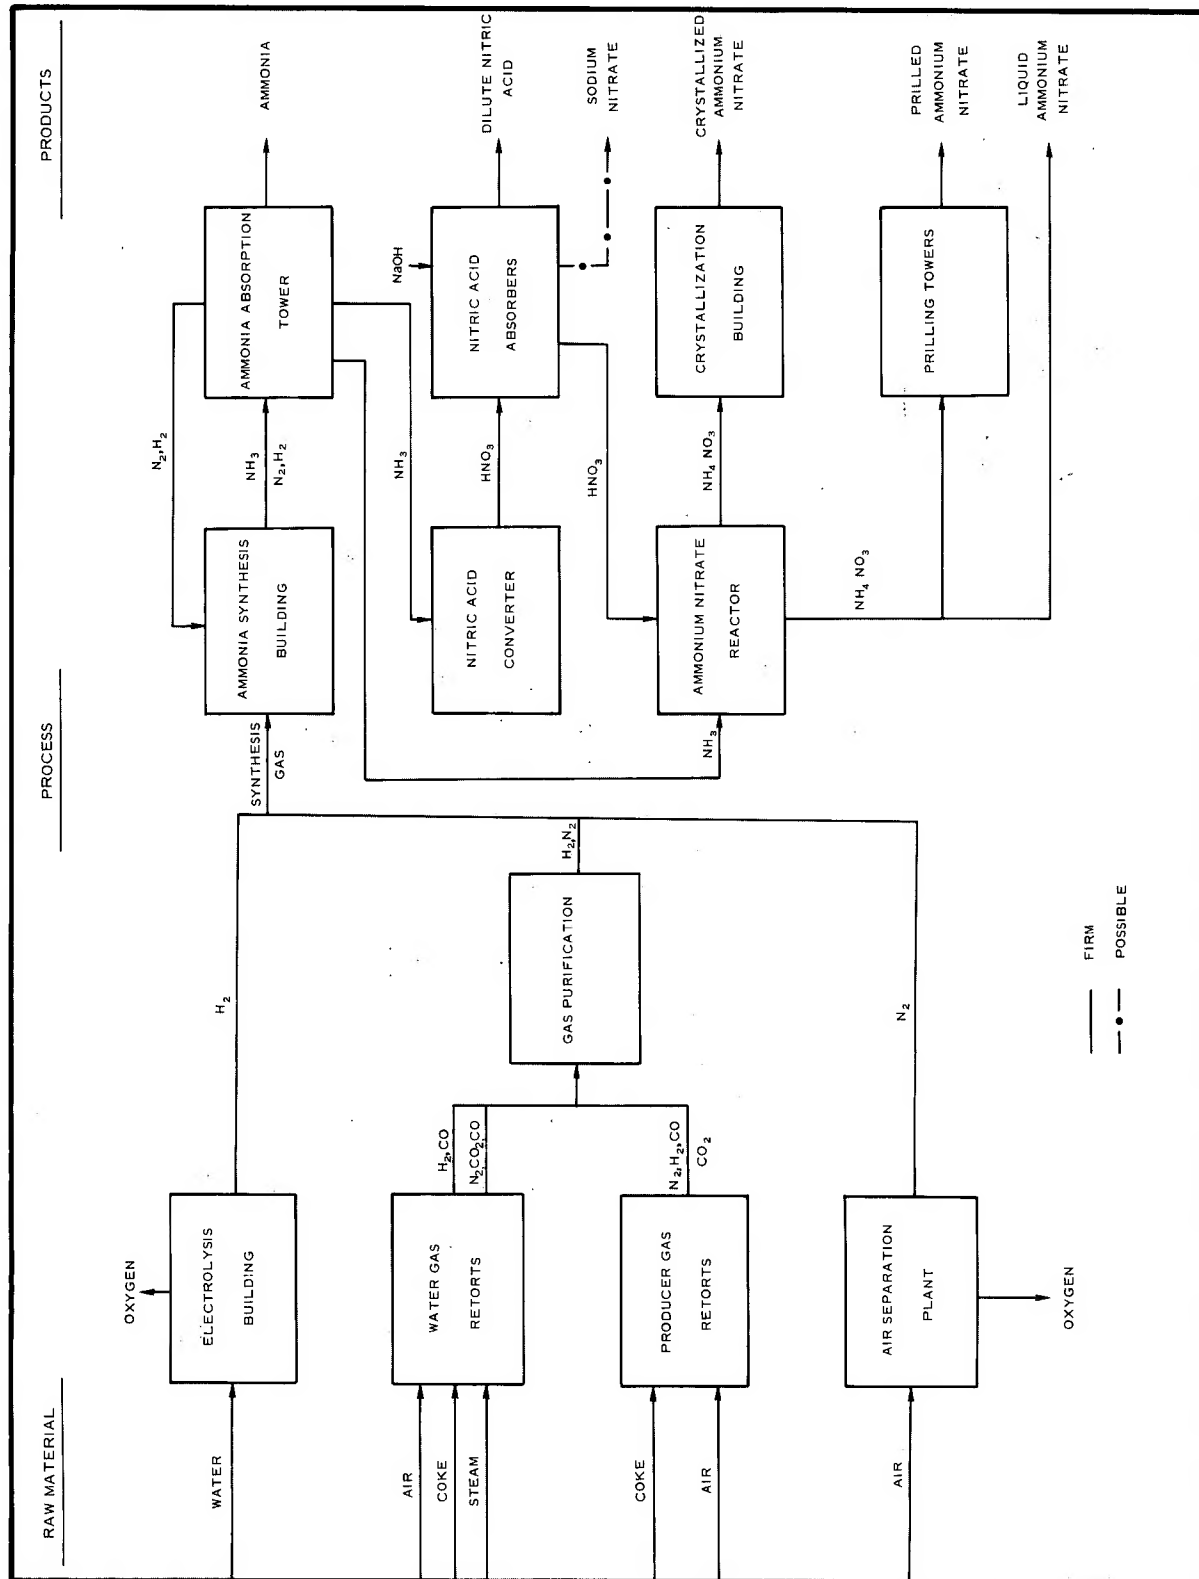 RAW MATERIAL
PROCESS
PRODUCTS
WATER
OXYGEN
ELECTROLYSIS
BUILDING
H2
AIR
COKE
STEAM
WATER GAS
RETORTS
H2,CO
N2,CO2,CO
COKE
AIR
PRODUCER GAS
RETORTS
N2,H2,CO
CO2
AIR
AIR SEPARATION
PLANT
OXYGEN
N2
GAS PURIFICATION
H2,N2
SYNTHESIS
GAS
AMMONIA SYNTHESIS
BUILDING
N2,H2
NH3
N2,H2
AMMONIA ABSORPTION
TOWER
AMMONIA
NH3
NITRIC ACID
CONVERTER
HNO3
NaOH
NITRIC ACID
ABSORBERS
DILUTE NITRIC
ACID
SODIUM
NITRATE
HNO3
NH3
AMMONIUM NITRATE
REACTOR
NH4 NO3
CRYSTALLIZATION
BUILDING
CRYSTALLIZED
AMMONIUM
NITRATE
NH4 NO3
PRILLING TOWERS
PRILLED
AMMONIUM
NITRATE
LIQUID
AMMONIUM
NITRATE
FIRM
POSSIBLE